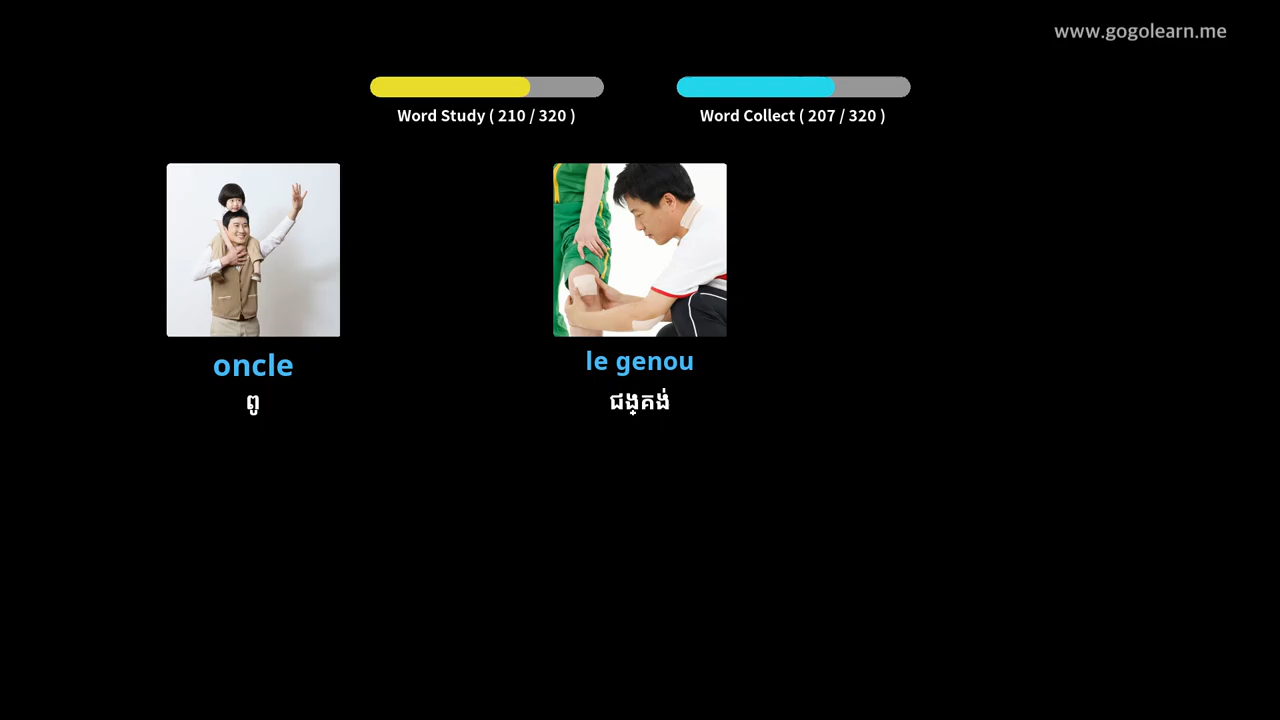 www.gogolearn.me
Word Study ( 210 / 320 )
Word Collect ( 207 / 320 )
oncle
le genou
ពូ
ជង្គង់